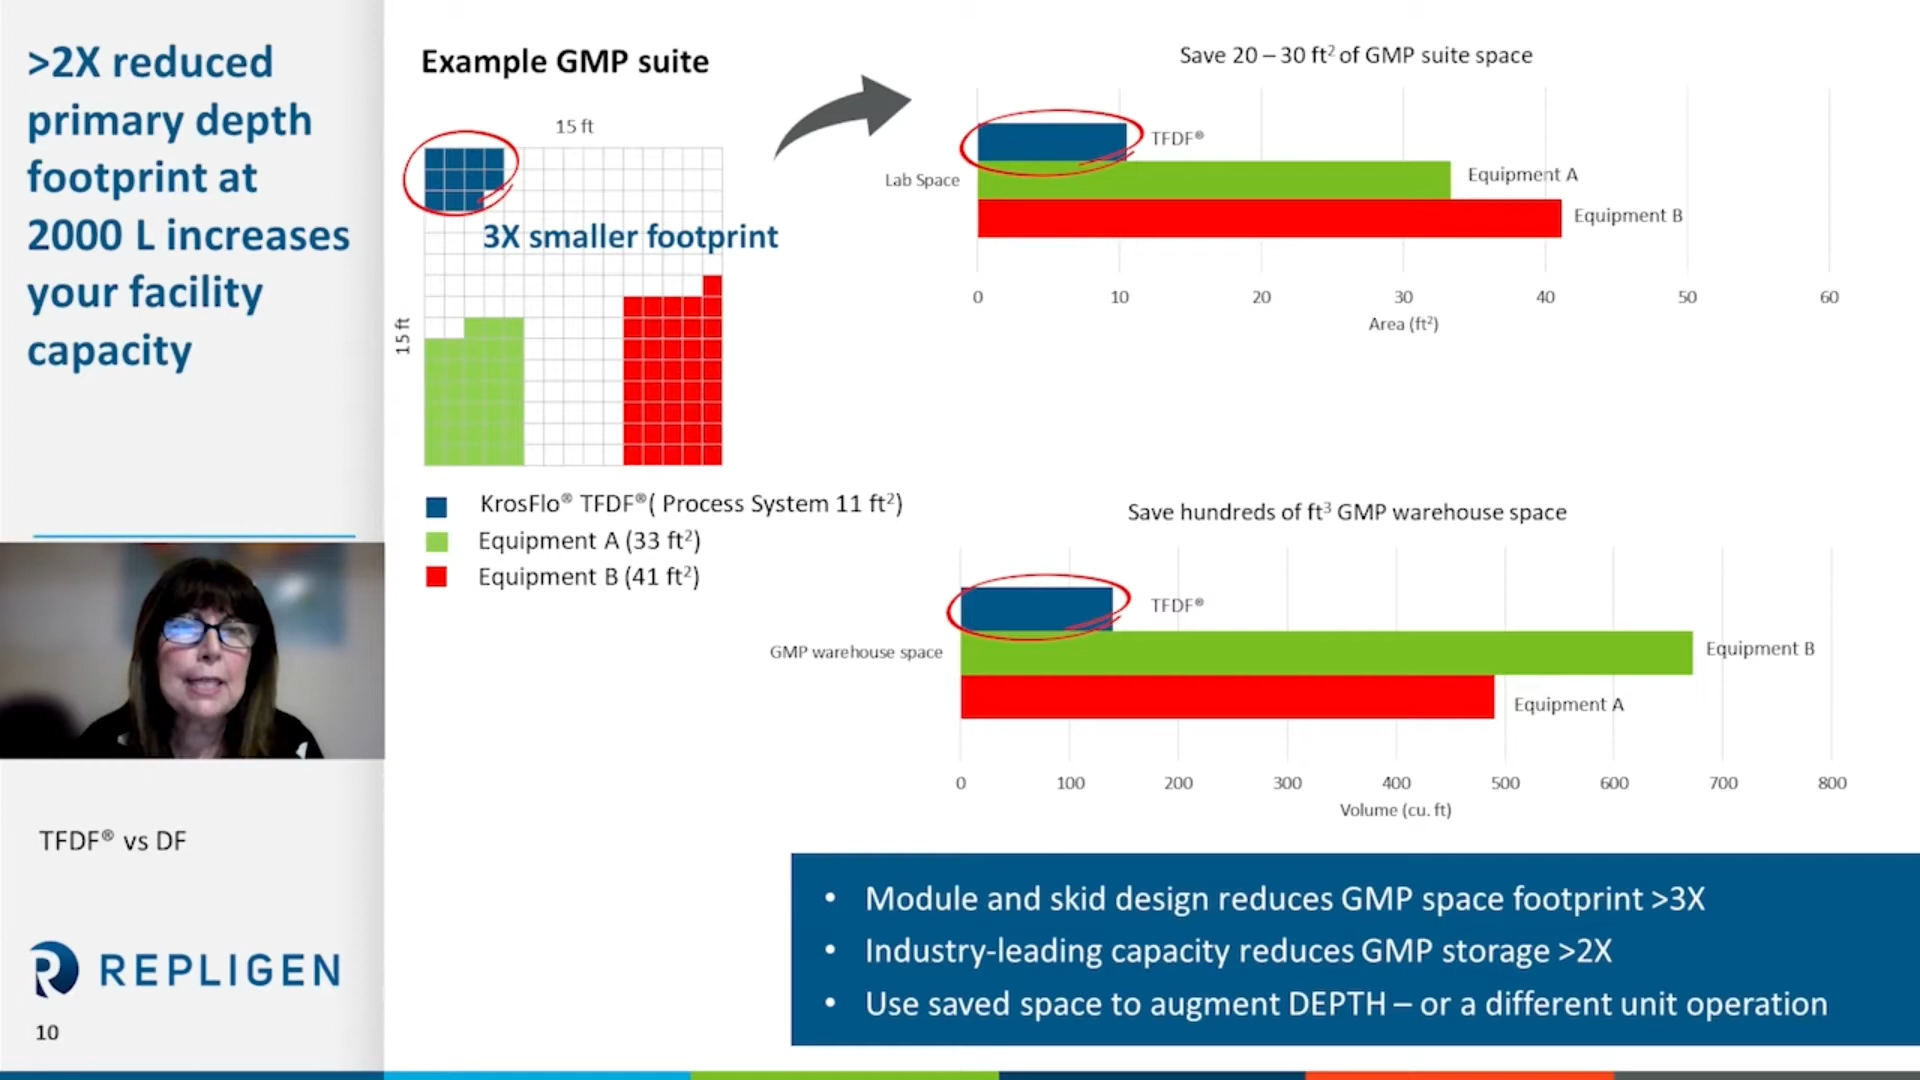 >2X reduced
primary depth
footprint at
2000 L increases
your facility
capacity
TFDF® vs DF
REPLIGEN
10
Example GMP suite
15 ft
15 ft
3X smaller footprint
KrosFlo® TFDF®( Process System 11 ft²)
Equipment A (33 ft²)
Equipment B (41 ft²)
Save 20 – 30 ft² of GMP suite space
TFDF®
Lab Space
Equipment A
Equipment B
0 10 20 30 40 50 60
Area (ft²)
Save hundreds of ft³ GMP warehouse space
TFDF®
GMP warehouse space
Equipment B
Equipment A
0 100 200 300 400 500 600 700 800
Volume (cu. ft)
• Module and skid design reduces GMP space footprint >3X
• Industry-leading capacity reduces GMP storage >2X
• Use saved space to augment DEPTH – or a different unit operation